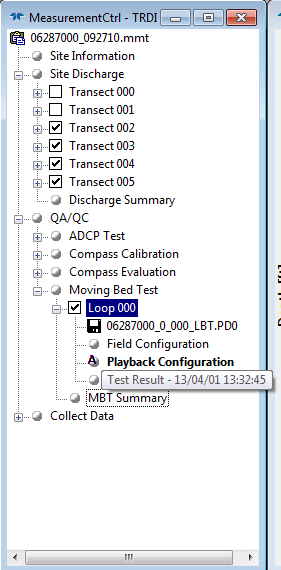 MeasurementCtrl - TRDI
06287000_092710.mmt
Site Information
Site Discharge
Transect 000
Transect 001
Transect 002
Transect 003
Transect 004
Transect 005
Discharge Summary
QA/QC
ADCP Test
Compass Calibration
Compass Evaluation
Moving Bed Test
Loop 000
06287000_0_000_LBT.PD0
Field Configuration
Playback Configuration
Test Result - 13/04/01 13:32:45
MBT Summary
Collect Data